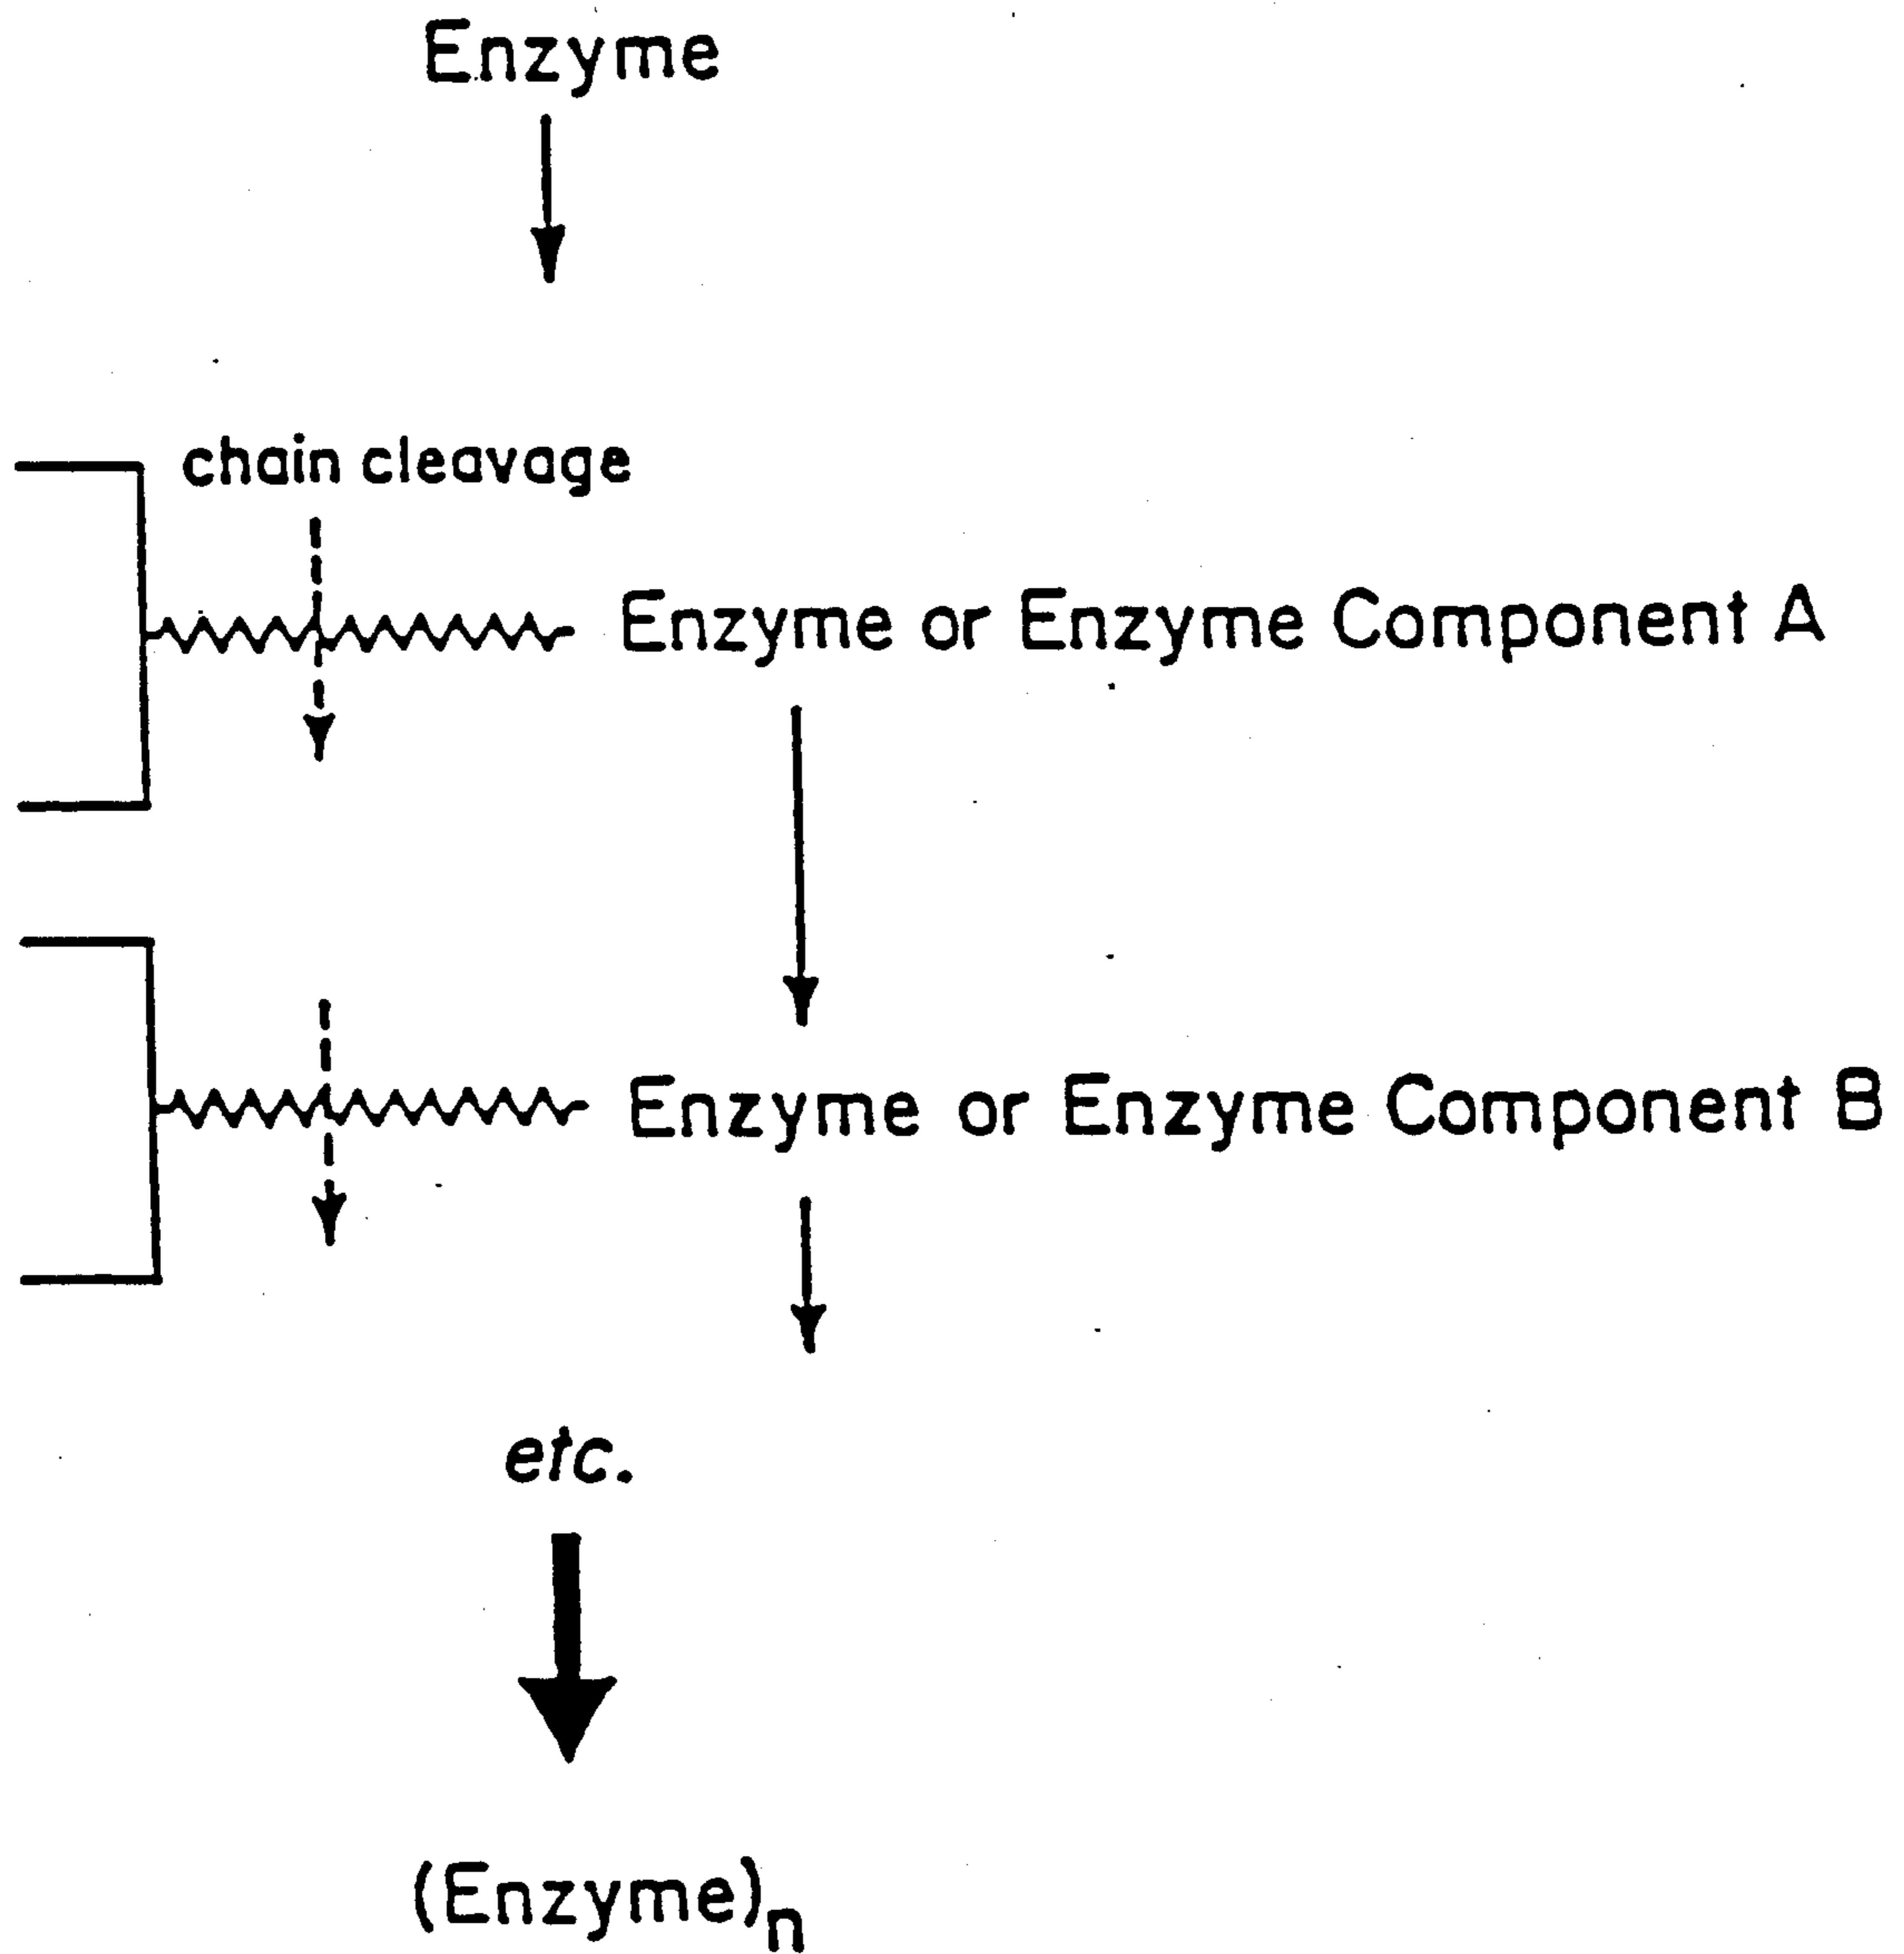 Enzyme
chain cleavage
Enzyme or Enzyme Component A
Enzyme or Enzyme Component B
etc.
(Enzyme)n